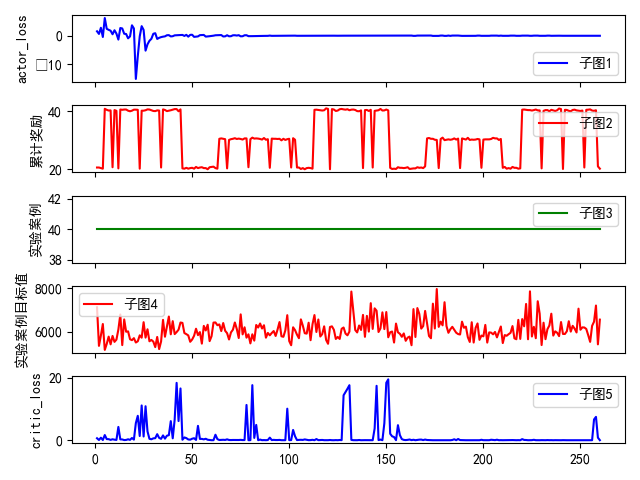 actor_loss
0
□10
子图1
累计奖励
40
20
子图2
实验案例
42
40
38
子图3
实验案例目标值
8000
6000
子图4
critic_loss
20
0
子图5
0 50 100 150 200 250